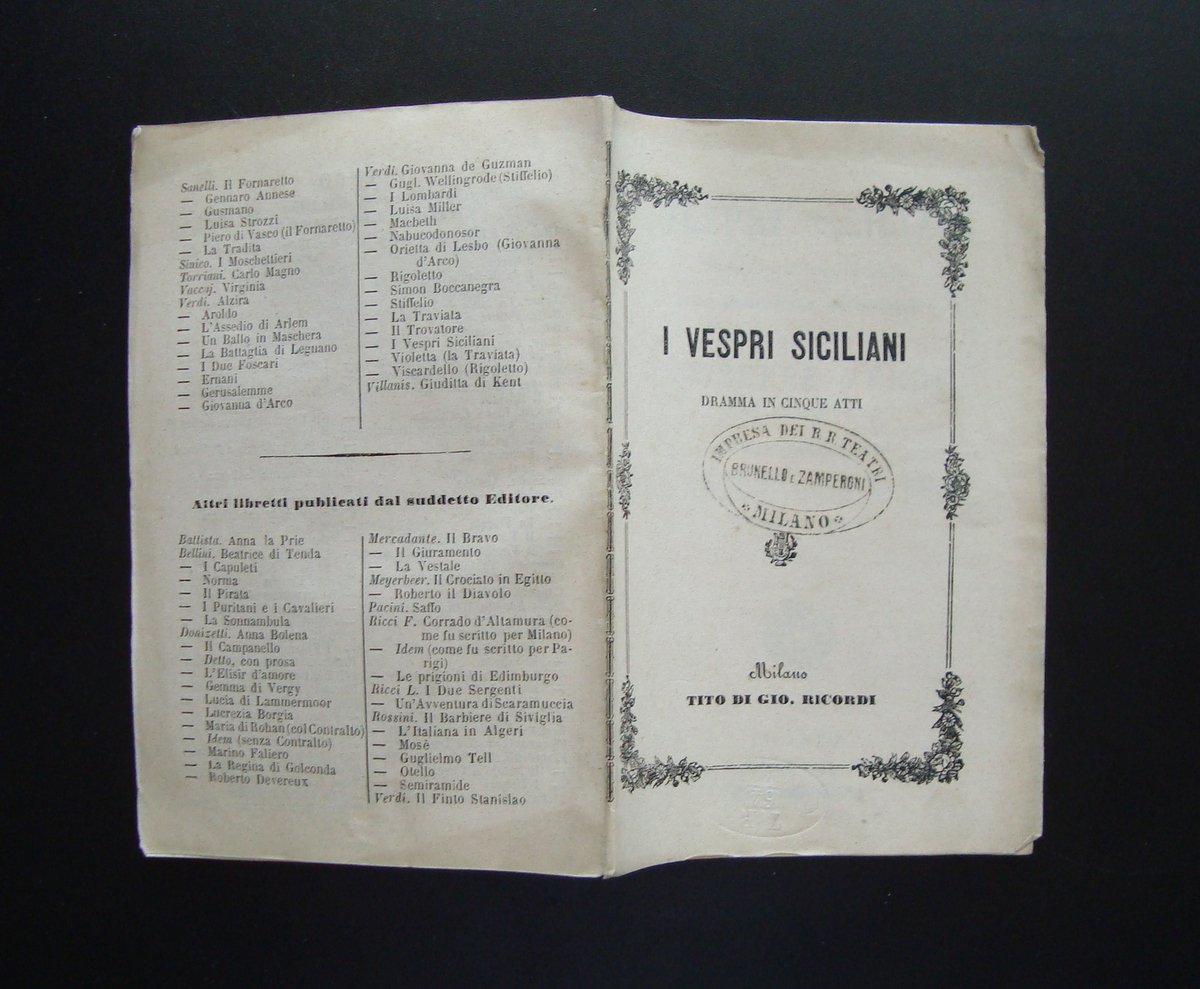 Sanelli. Il Fornaretto
— Gennaro Annese
— Gusmano
— Luisa Strozzi
— Piero di Vasco (il Fornaretto)
— La Tradita
Sinico. I Moschettieri
Torriani. Carlo Magno
Vaccaj. Virginia
Verdi. Alzira
— Aroldo
— L'Assedio di Arlem
— Un Ballo in Maschera
— La Battaglia di Legnano
— I Due Foscari
— Ernani
— Gerusalemme
— Giovanna d'Arco
Verdi. Giovanna de Guzman
— Gugl. Wellingrode (Stiffelio)
— I Lombardi
— Luisa Miller
— Macbeth
— Nabucodonosor
— Orietta di Lesbo (Giovanna
d'Arco)
— Rigoletto
— Simon Boccanegra
— Stiffelio
— La Traviata
— Il Trovatore
— I Vespri Siciliani
— Violetta (la Traviata)
— Viscardello (Rigoletto)
Villanis. Giuditta di Kent
Altri libretti publicati dal suddetto Editore.
Battista. Anna la Prie
Bellini. Beatrice di Tenda
— I Capuleti
— Norma
— Il Pirata
— I Puritani e i Cavalieri
— La Sonnambula
Donizetti. Anna Bolena
— Il Campanello
— Detto, con prosa
— L'Elisir d'amore
— Gemma di Vergy
— Lucia di Lammermoor
— Lucrezia Borgia
— Maria di Rohan (col Contralto)
— Idem (senza Contralto)
— Marino Faliero
— La Regina di Golconda
— Roberto Devereux
Mercadante. Il Bravo
— Il Giuramento
— La Vestale
Meyerbeer. Il Crociato in Egitto
— Roberto il Diavolo
Pacini. Saffo
Ricci F. Corrado d'Altamura (co-
me fu scritto per Milano)
— Idem (come fu scritto per Pa-
rigi)
— Le prigioni di Edimburgo
Ricci L. I Due Sergenti
— Un'Avventura di Scaramuccia
Rossini. Il Barbiere di Siviglia
— L'Italiana in Algeri
— Mosè
— Guglielmo Tell
— Otello
— Semiramide
Verdi. Il Finto Stanislao
I VESPRI SICILIANI
DRAMMA IN CINQUE ATTI
IMPRESA DEI R R TEATRI
BRUNELLO E ZAMPERONI
MILANO
Milano
TITO DI GIO. RICORDI